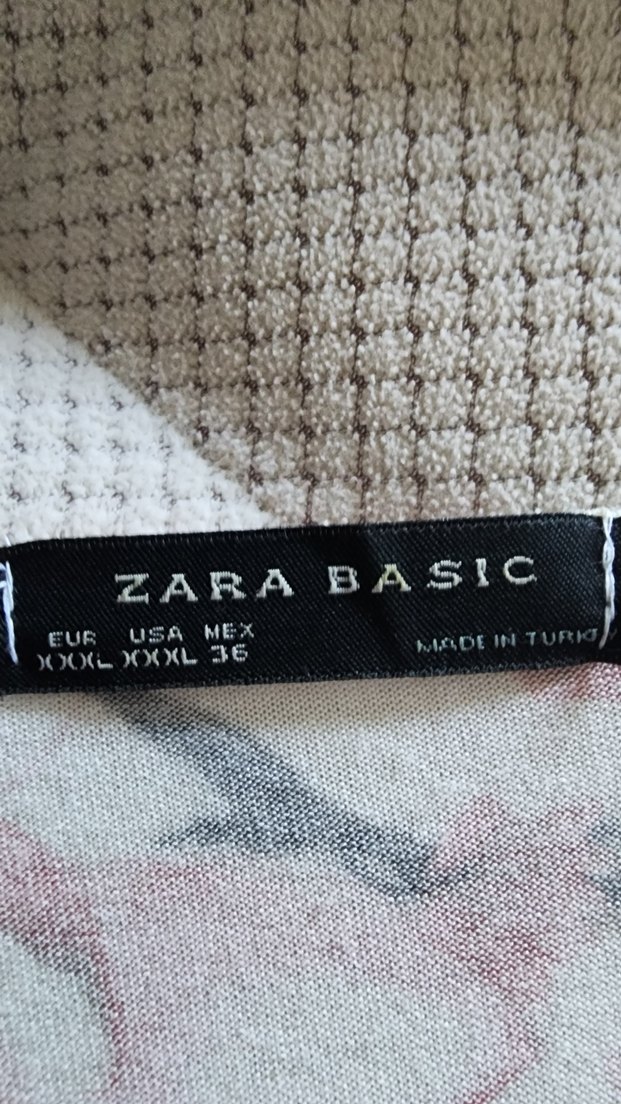 ZARA BASIC
EUR USA MEX
XXXL XXXL 36
MADE IN TURKEY